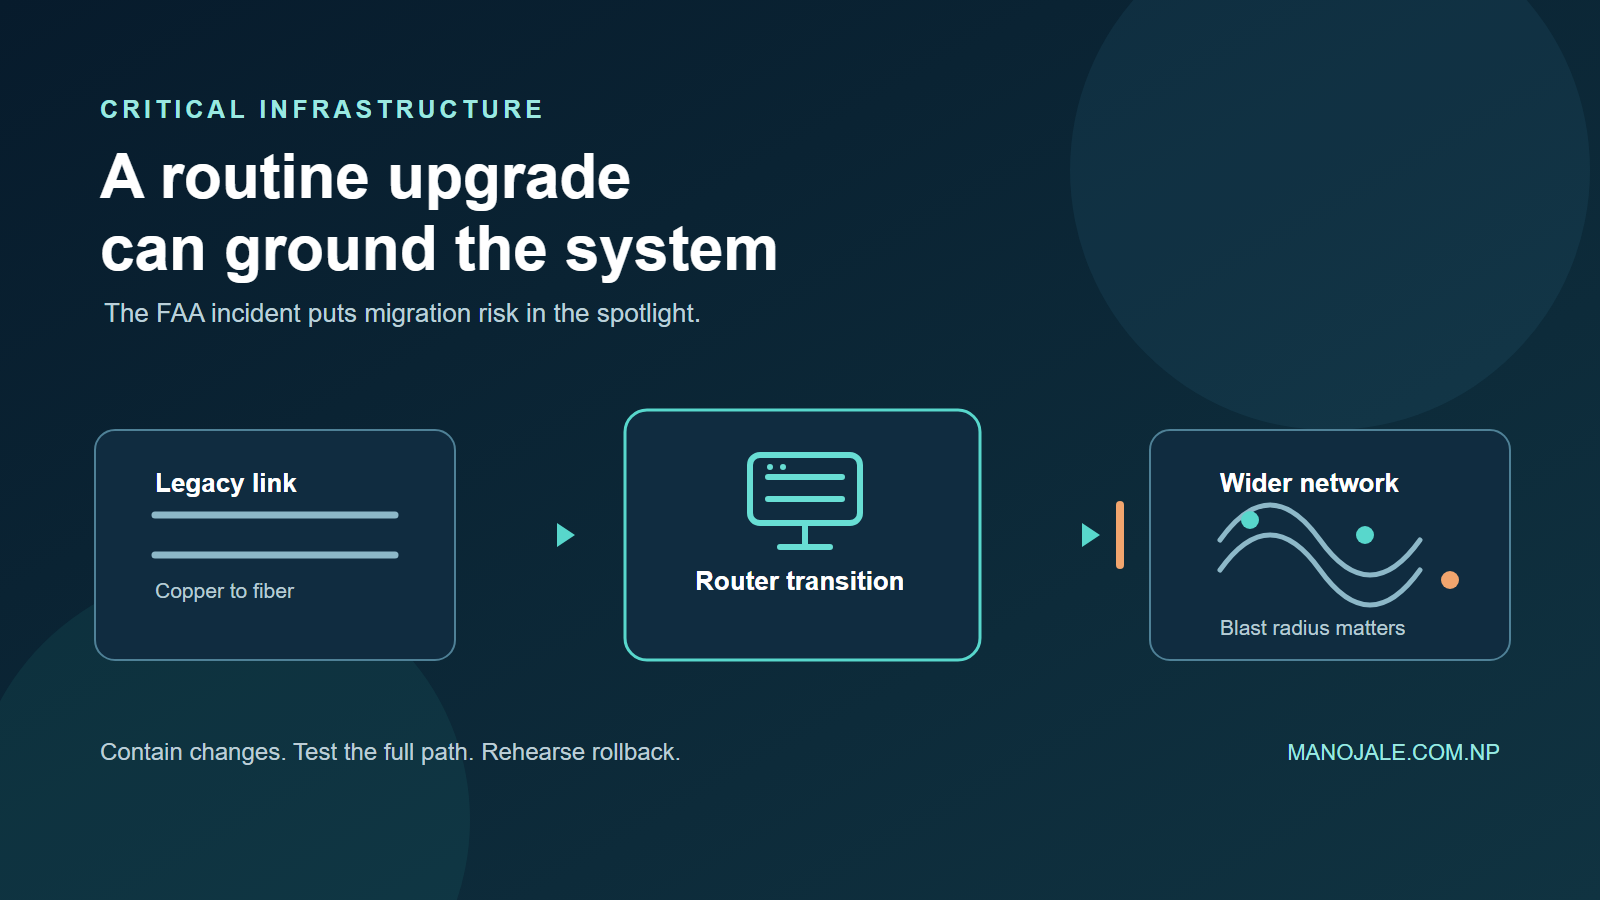 CRITICAL INFRASTRUCTURE
A routine upgrade
can ground the system
The FAA incident puts migration risk in the spotlight.
Legacy link
Copper to fiber
Router transition
Wider network
Blast radius matters
Contain changes. Test the full path. Rehearse rollback.
MANOJALE.COM.NP